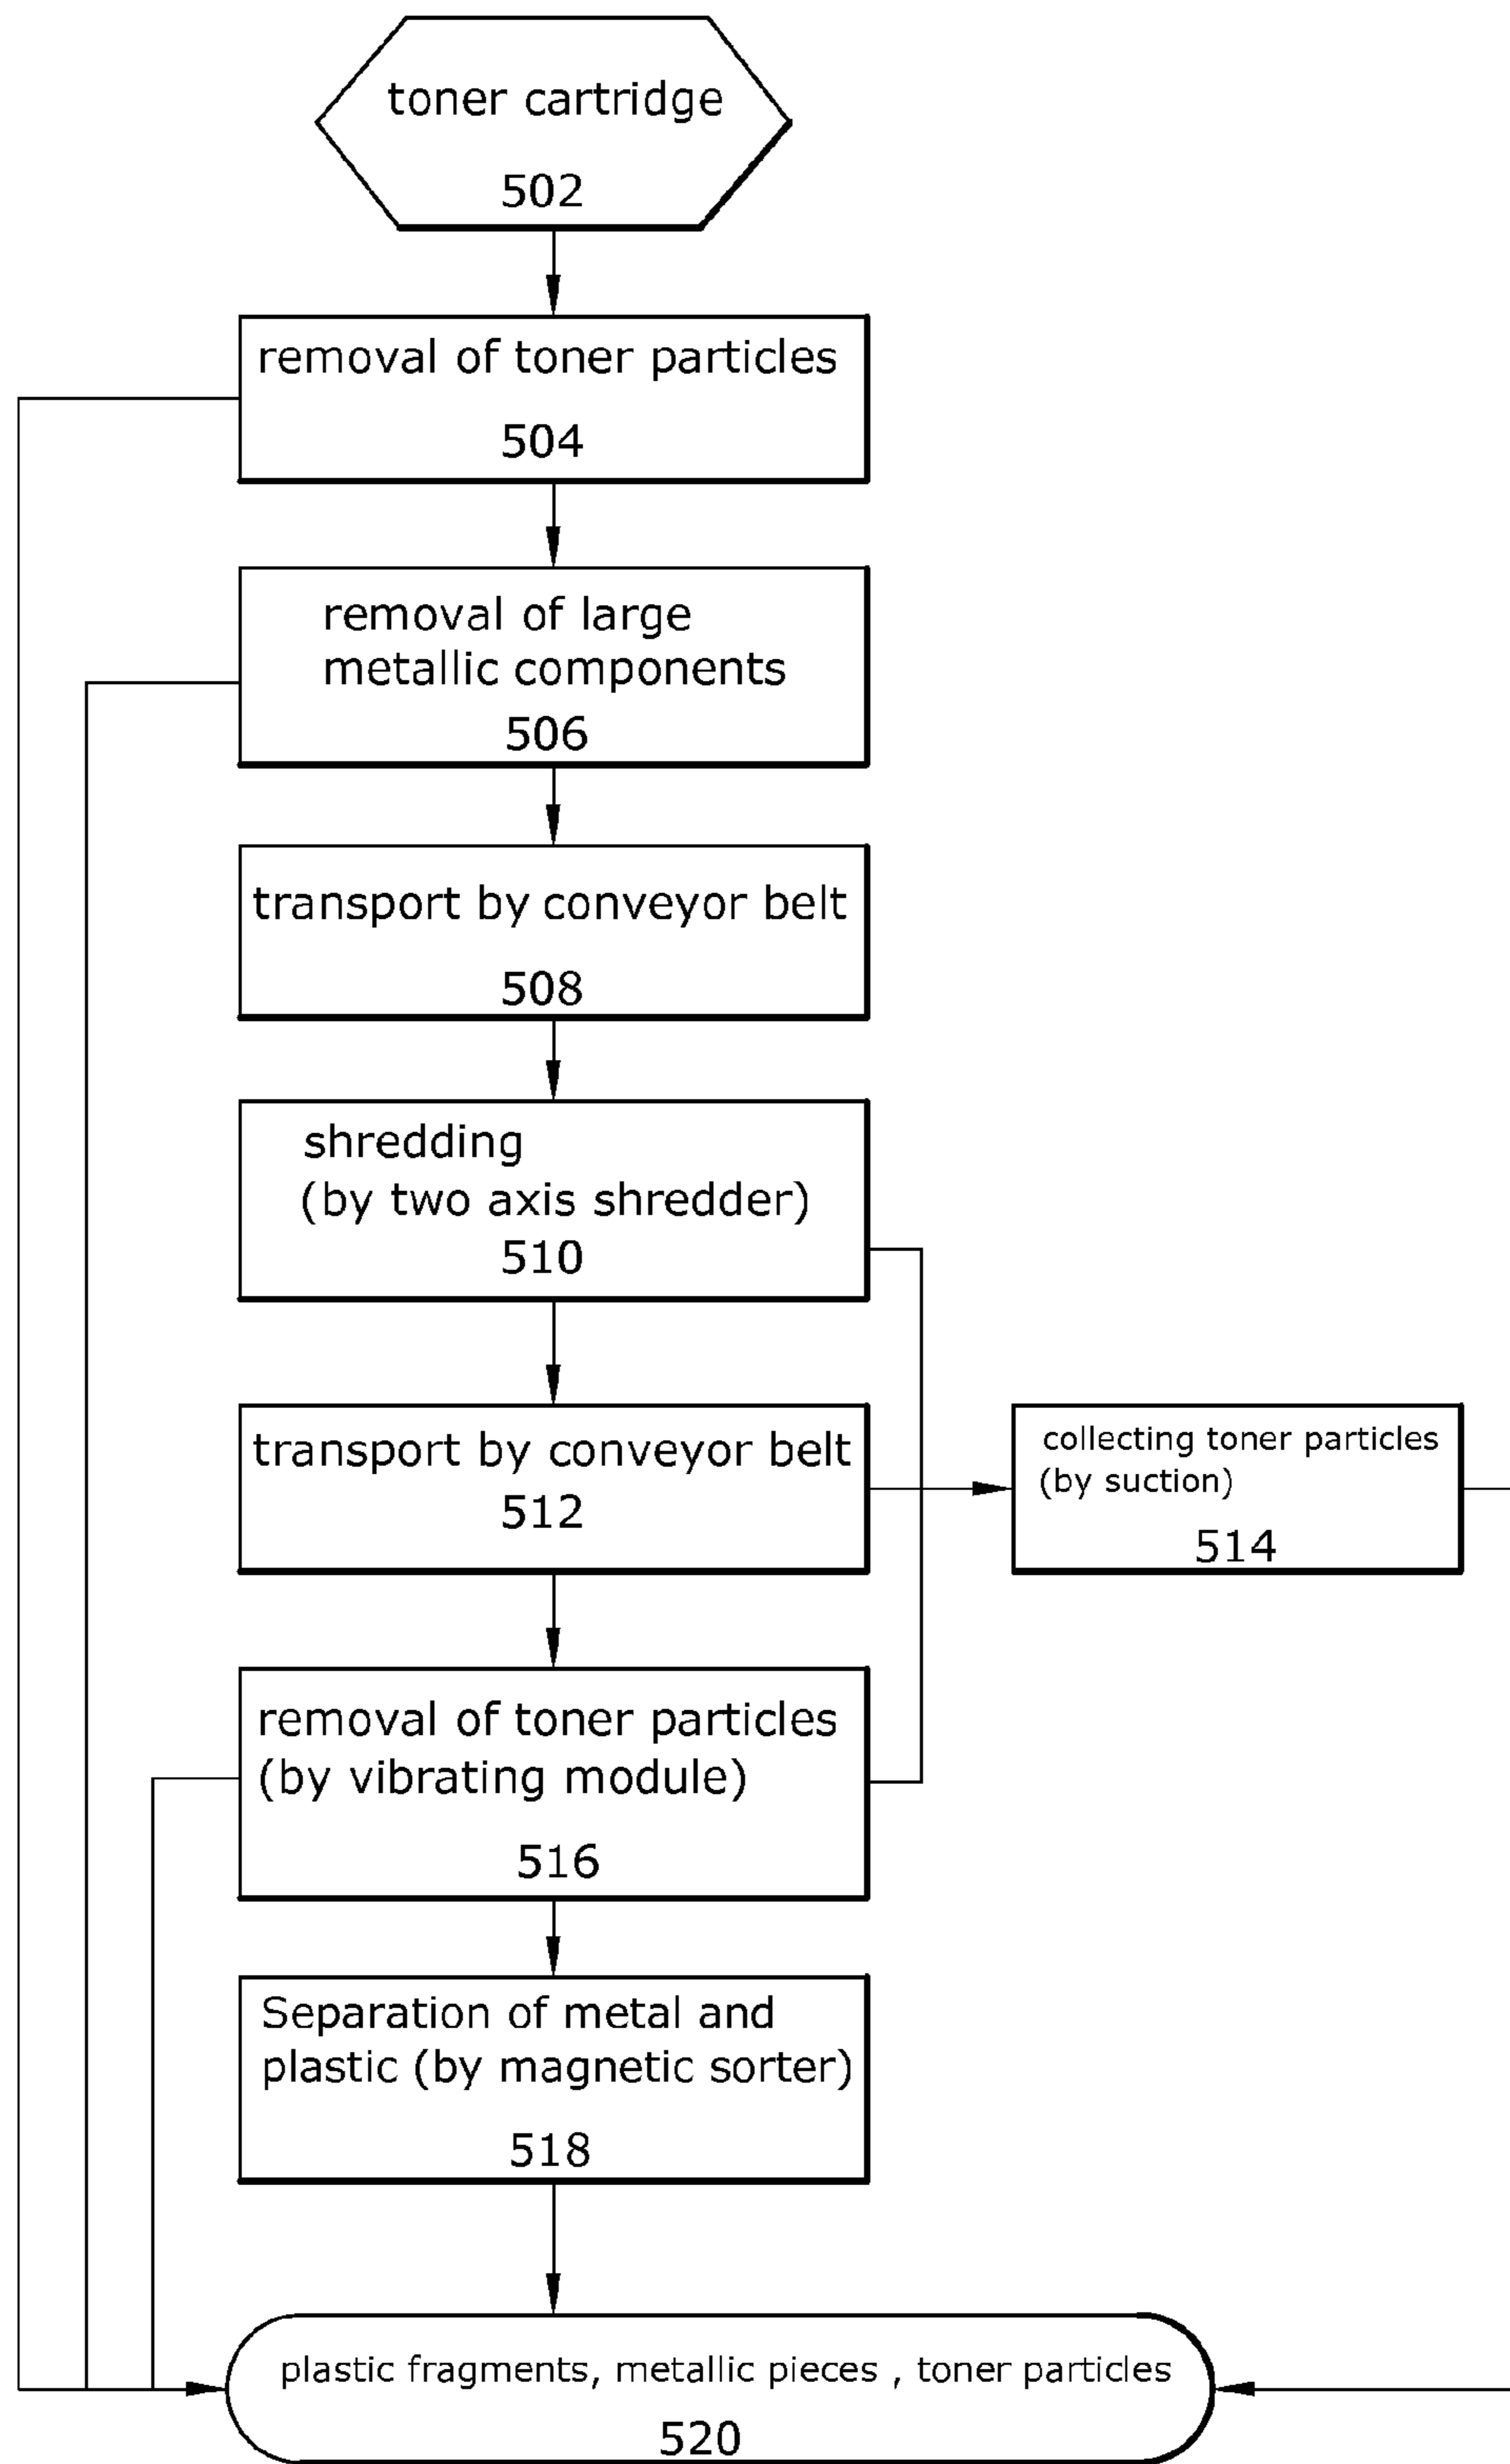 toner cartridge
502
removal of toner particles
504
removal of large
metallic components
506
transport by conveyor belt
508
shredding
(by two axis shredder)
510
transport by conveyor belt
512
collecting toner particles
(by suction)
514
removal of toner particles
(by vibrating module)
516
Separation of metal and
plastic (by magnetic sorter)
518
plastic fragments, metallic pieces , toner particles
520